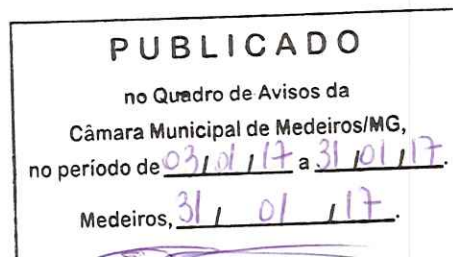 PUBLICADO
no Quadro de Avisos da
Câmara Municipal de Medeiros/MG,
no período de 03/01/17 a 31/01/17.
Medeiros, 31/01/17.